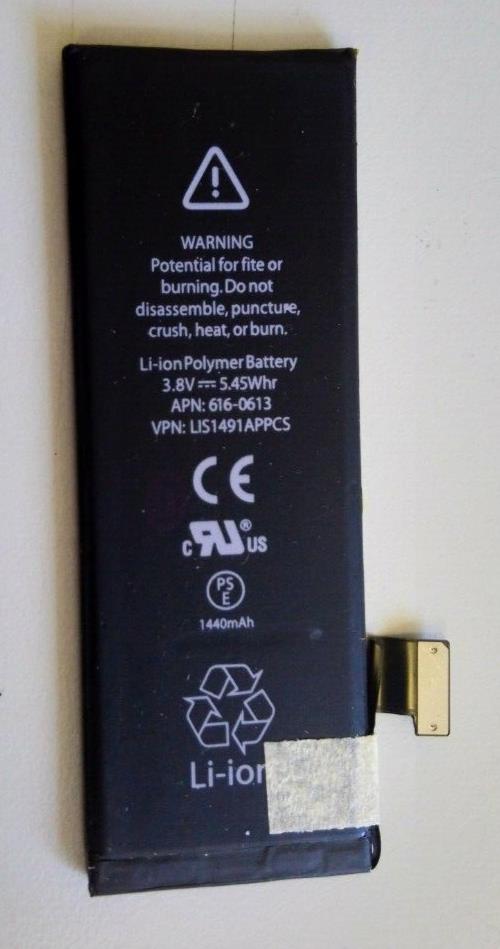 WARNING
Potential for fite or
burning. Do not
disassemble, puncture,
crush, heat, or burn.
Li-ion Polymer Battery
3.8V ⎓ 5.45Whr
APN: 616-0613
VPN: LIS1491APPCS
CE
c RU® US
PS
E
1440mAh
Li-ion